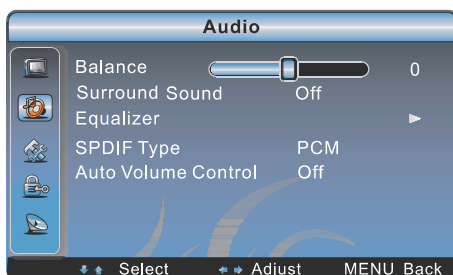 Audio
Balance 0
Surround Sound Off
Equalizer
SPDIF Type PCM
Auto Volume Control Off
Select Adjust MENU Back